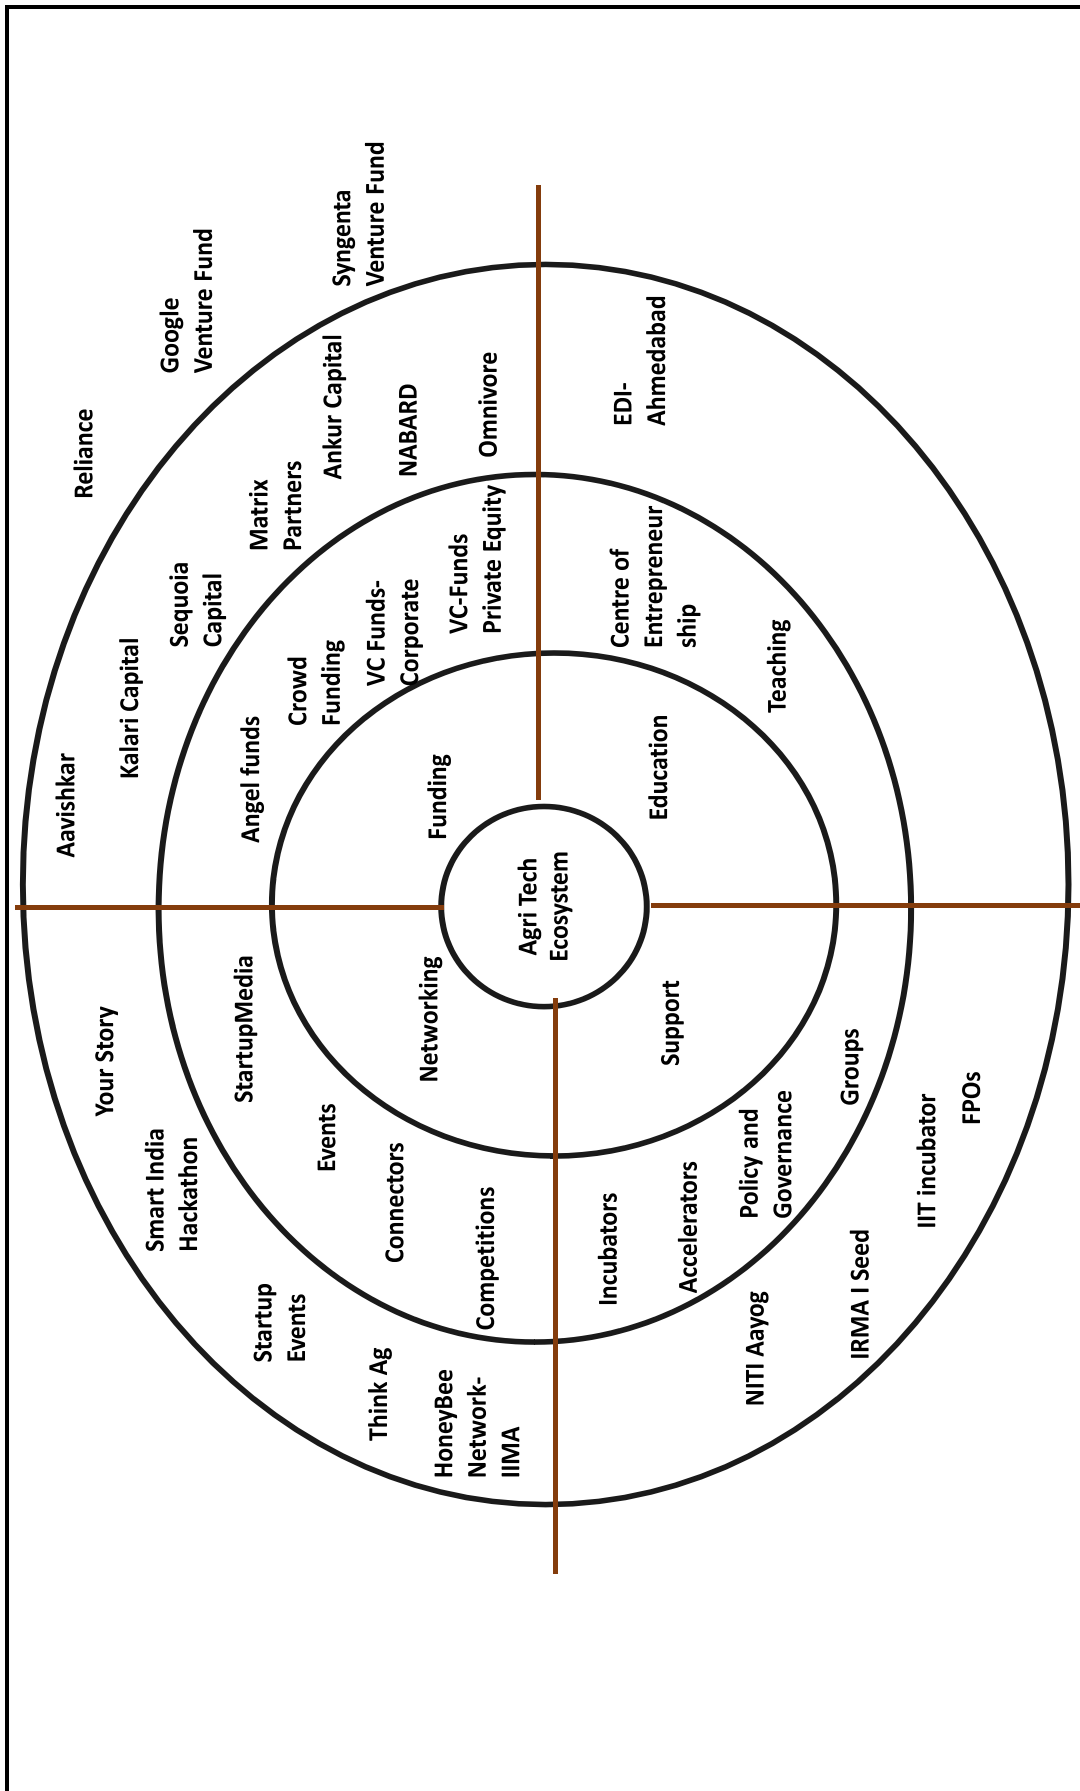 Agri Tech
Ecosystem
Networking
StartupMedia
Events
Connectors
Competitions
Your Story
Smart India
Hackathon
Startup
Events
Think Ag
HoneyBee
Network-
IIMA
Funding
Angel funds
Crowd
Funding
VC Funds-
Corporate
VC-Funds
Private Equity
Aavishkar
Kalari Capital
Sequoia
Capital
Matrix
Partners
Ankur Capital
NABARD
Omnivore
Reliance
Google
Venture Fund
Syngenta
Venture Fund
Support
Incubators
Accelerators
Policy and
Governance
Groups
NITI Aayog
IRMA I Seed
IIT incubator
FPOs
Education
Centre of
Entrepreneur
ship
Teaching
EDI-
Ahmedabad